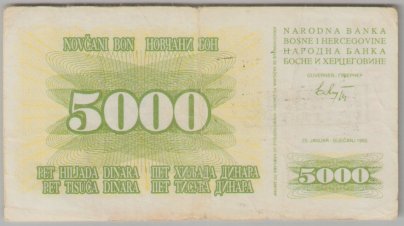 NOVČANI BON НОВЧАНИ БОН
NARODNA BANKA
BOSNE I HERCEGOVINE
НАРОДНА БАНКА
БОСНЕ И ХЕРЦЕГОВИНЕ
GUVERNER, ГУВЕРНЕР
5000
PET HILJADA DINARA ПЕТ ХИЉАДА ДИНАРА
PET TISUĆA DINARA ПЕТ ТИСУЋА ДИНАРА
5000